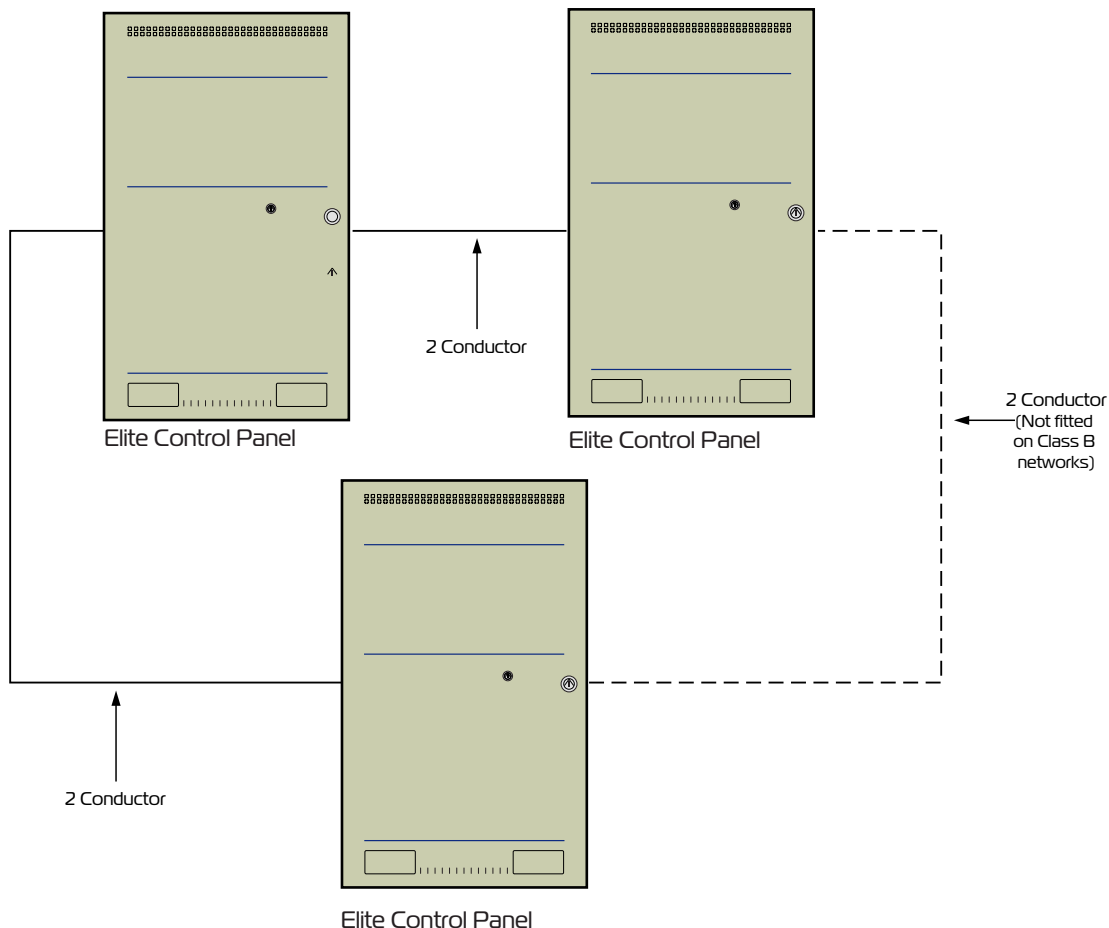 2 Conductor
Elite Control Panel
Elite Control Panel
2 Conductor
(Not fitted
on Class B
networks)
2 Conductor
Elite Control Panel